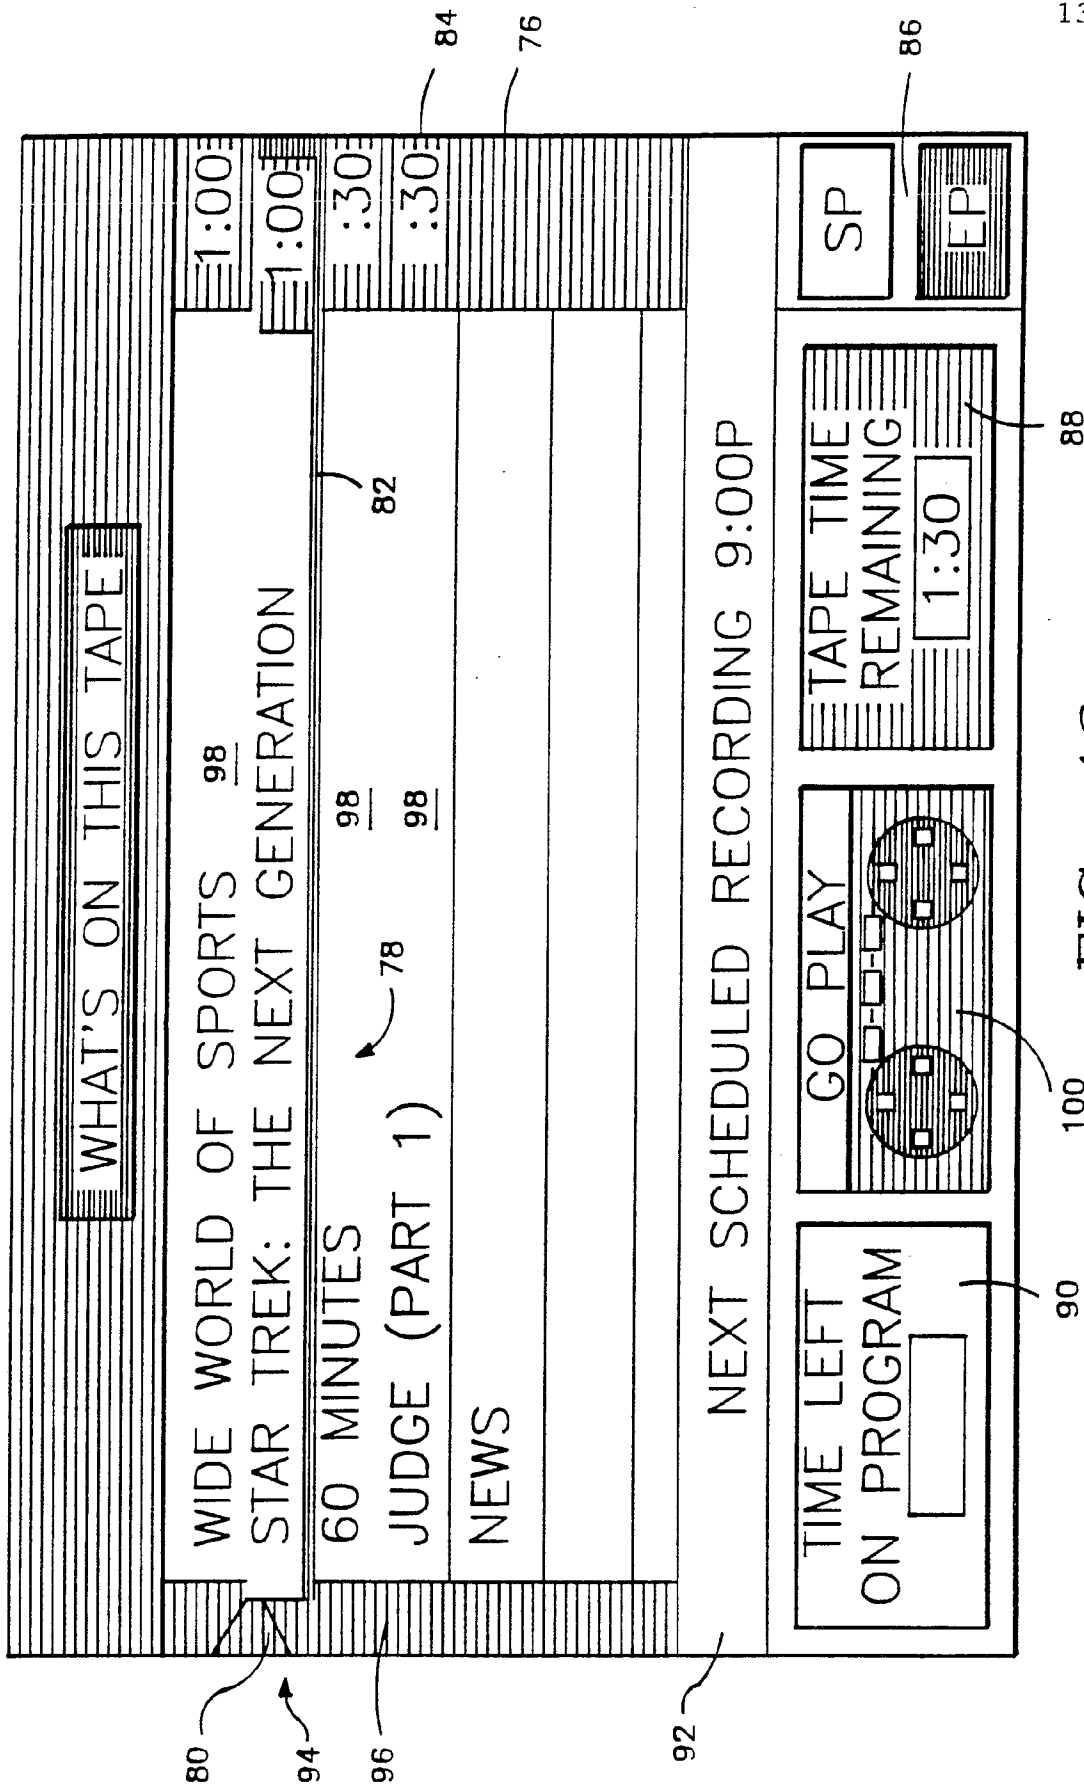 WHAT'S ON THIS TAPE
WIDE WORLD OF SPORTS 98 1:00
STAR TREK: THE NEXT GENERATION 1:00
82
60 MINUTES 98 :30
78
JUDGE (PART 1) 98 :30
NEWS
NEXT SCHEDULED RECORDING 9:00P
TIME LEFT
ON PROGRAM
GO PLAY
TAPE TIME
REMAINING
1:30
SP
EP
80
94
96
92
84
76
86
90
100
88